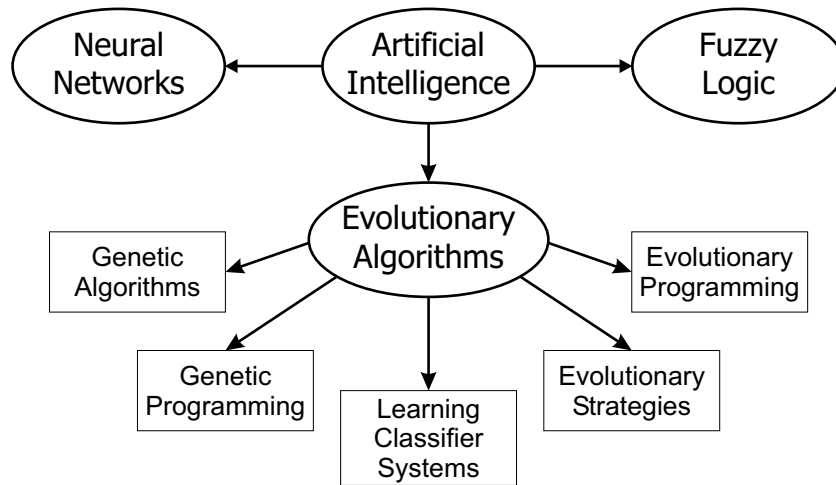 Neural
Networks
Artificial
Intelligence
Fuzzy
Logic
Evolutionary
Algorithms
Genetic
Algorithms
Evolutionary
Programming
Genetic
Programming
Learning
Classifier
Systems
Evolutionary
Strategies